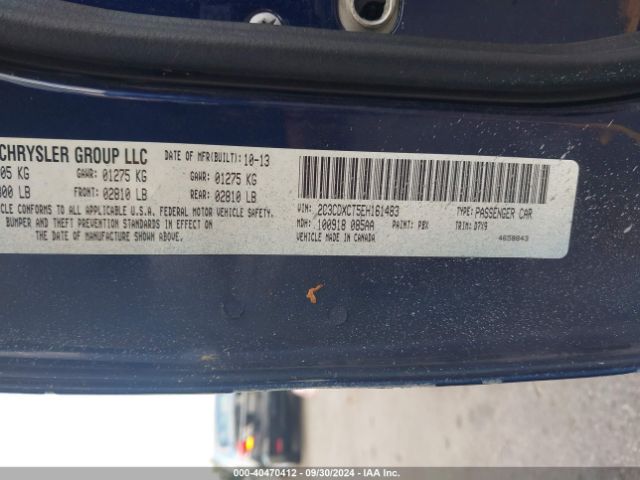 CHRYSLER GROUP LLC DATE OF MFR(BUILT): 10-13
05 KG GAWR: 01275 KG GAWR: 01275 KG
00 LB FRONT: 02810 LB REAR: 02810 LB
CLE CONFORMS TO ALL APPLICABLE U.S.A. FEDERAL MOTOR VEHICLE SAFETY,
BUMPER AND THEFT PREVENTION STANDARDS IN EFFECT ON
E DATE OF MANUFACTURE SHOWN ABOVE.
VIN: 2C3CDXCT5EH161483 TYPE: PASSENGER CAR
MDH: 100918 085AA PAINT: PBX TRIM: D7X9
VEHICLE MADE IN CANADA 4658843
000-40470412 - 09/30/2024 - IAA Inc.